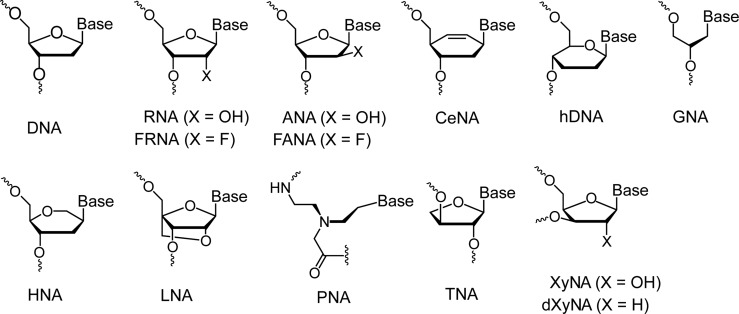 O Base O O DNA
O Base O O X RNA (X = OH) FRNA (X = F)
O Base O X O ANA (X = OH) FANA (X = F)
O Base O CeNA
O O Base O hDNA
O Base O GNA
O Base O O HNA
O Base O O O LNA
HN N Base O PNA
O Base O O TNA
O Base O O X XyNA (X = OH) dXyNA (X = H)